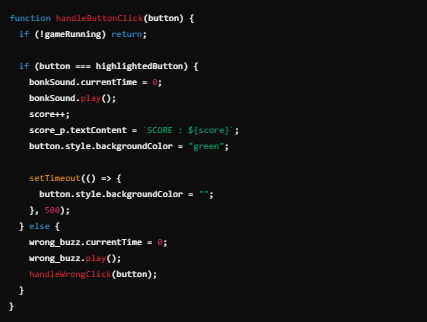 function handleButtonClick(button) {
  if (!gameRunning) return;

  if (button === highlightedButton) {
    bonkSound.currentTime = 0;
    bonkSound.play();
    score++;
    score_p.textContent = `SCORE : ${score}`;
    button.style.backgroundColor = "green";

    setTimeout(() => {
      button.style.backgroundColor = "";
    }, 500);
  } else {
    wrong_buzz.currentTime = 0;
    wrong_buzz.play();
    handleWrongClick(button);
  }
}